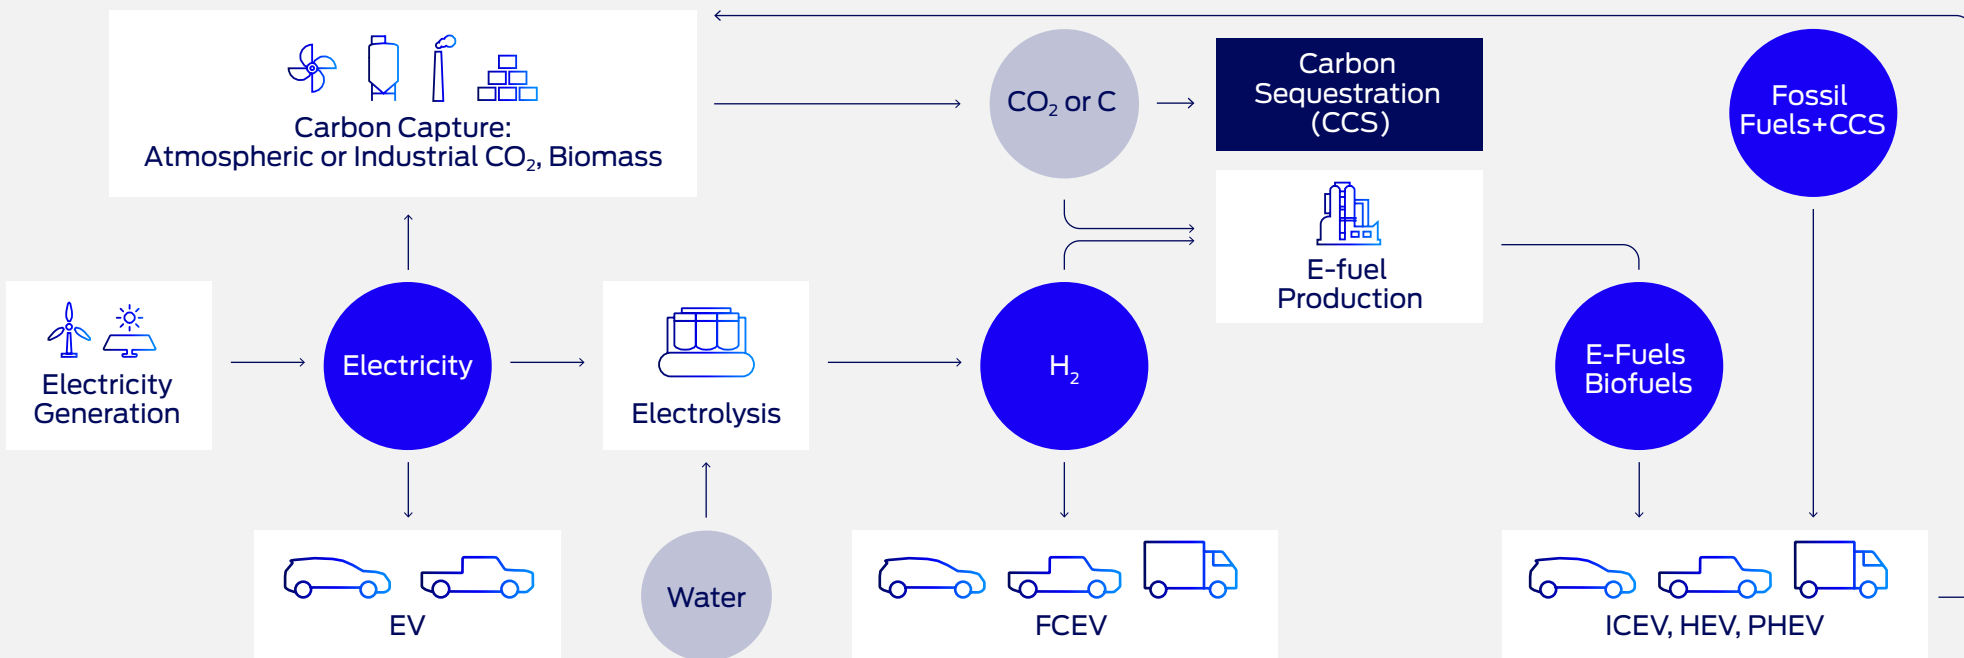 Carbon Capture:
Atmospheric or Industrial CO₂, Biomass
CO₂ or C
Carbon
Sequestration
(CCS)
Fossil
Fuels+CCS
E-fuel
Production
Electricity
Generation
Electricity
Electrolysis
H₂
E-Fuels
Biofuels
EV
Water
FCEV
ICEV, HEV, PHEV